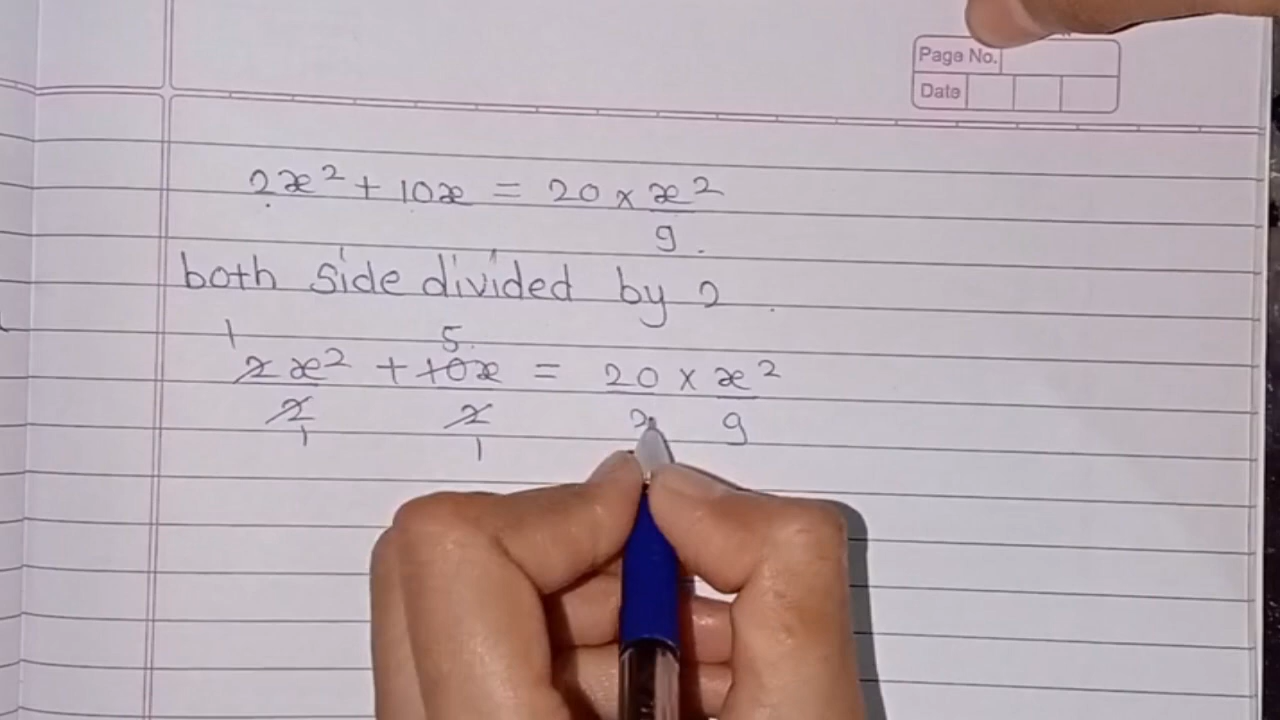 Page No.
Date
2x² + 10x = 20 × x²
9
both side divided by 2
1 5
2x² + 10x = 20 × x²
2 2 2 9
1 1